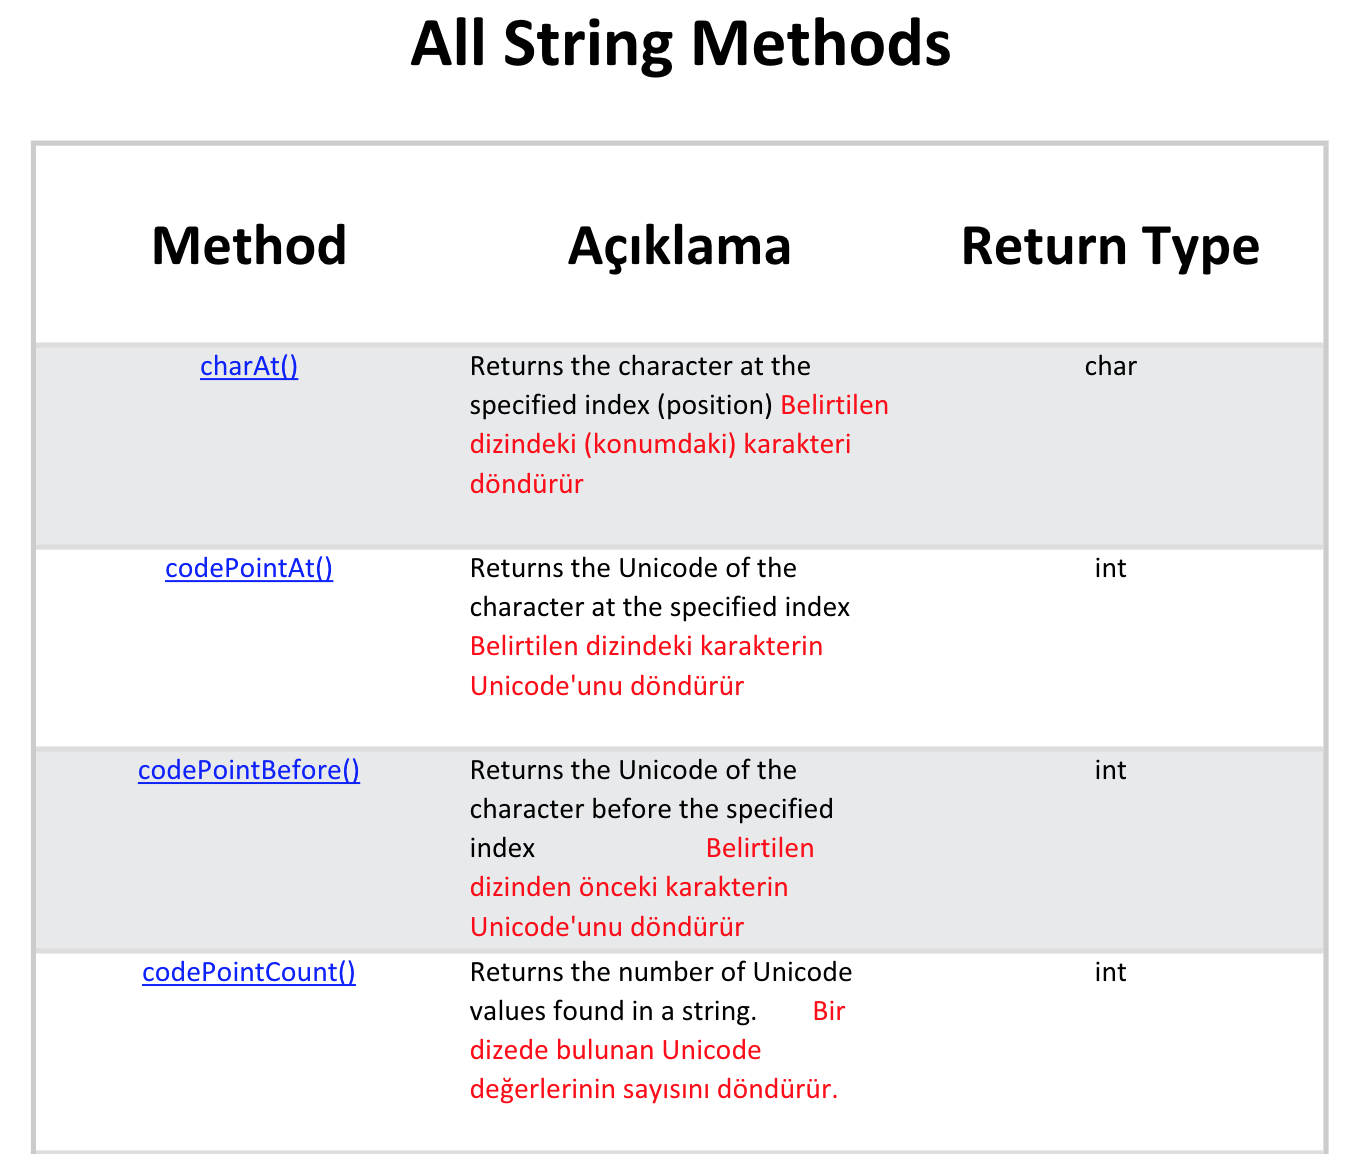 All String Methods
Method Açıklama Return Type
charAt() Returns the character at the char
specified index (position) Belirtilen
dizindeki (konumdaki) karakteri
döndürür
codePointAt() Returns the Unicode of the int
character at the specified index
Belirtilen dizindeki karakterin
Unicode'unu döndürür
codePointBefore() Returns the Unicode of the int
character before the specified
index Belirtilen
dizinden önceki karakterin
Unicode'unu döndürür
codePointCount() Returns the number of Unicode int
values found in a string. Bir
dizede bulunan Unicode
değerlerinin sayısını döndürür.